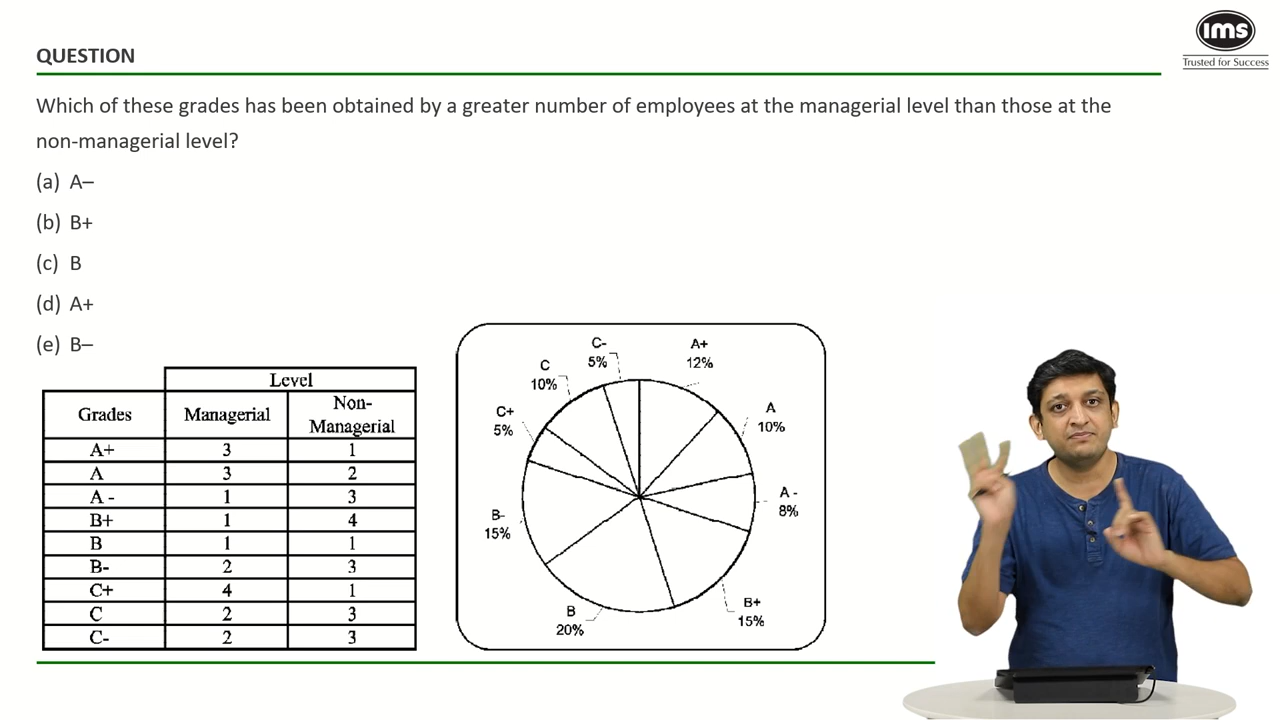 ims
Trusted for Success
QUESTION
Which of these grades has been obtained by a greater number of employees at the managerial level than those at the
non-managerial level?
(a) A–
(b) B+
(c) B
(d) A+
(e) B–
Level
Grades Managerial Non-
Managerial
A+ 3 1
A 3 2
A - 1 3
B+ 1 4
B 1 1
B- 2 3
C+ 4 1
C 2 3
C- 2 3
C-
5%
A+
12%
C
10%
A
10%
C+
5%
A -
8%
B-
15%
B+
15%
B
20%